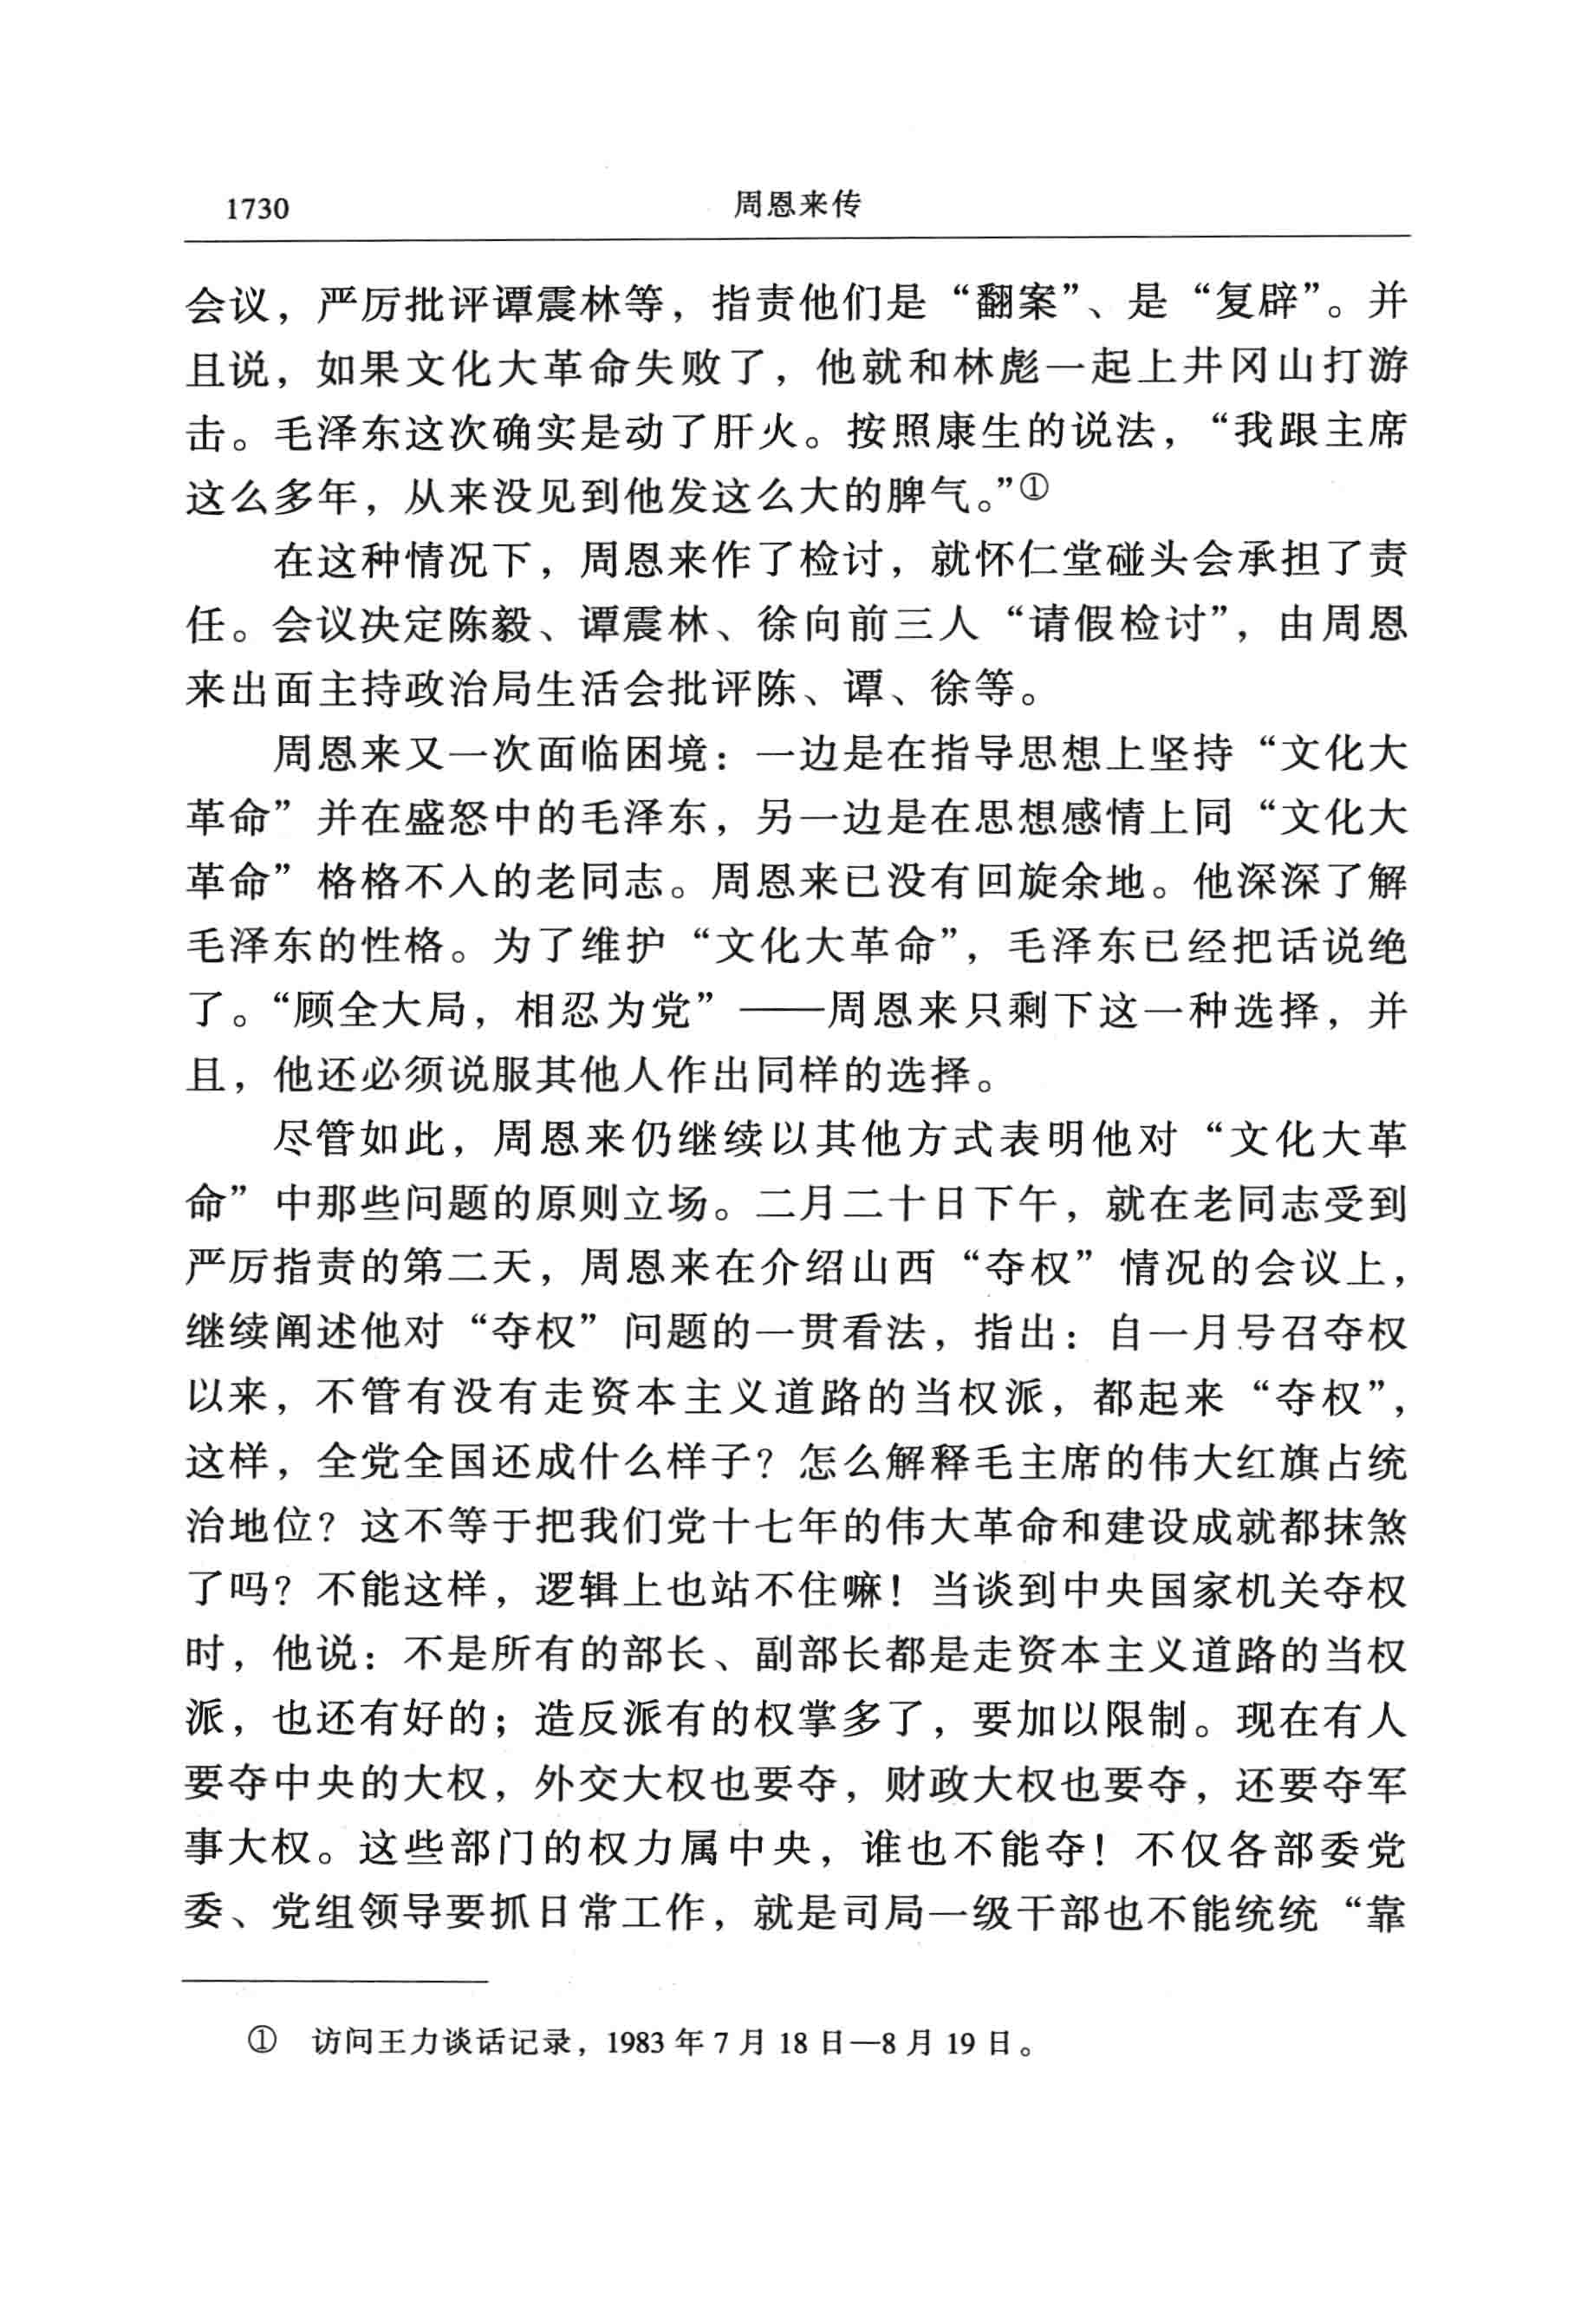 1730
周恩来传
会议，严厉批评谭震林等，指责他们是“翻案”、是“复辟”。并
且说，如果文化大革命失败了，他就和林彪一起上井冈山打游
击。毛泽东这次确实是动了肝火。按照康生的说法，“我跟主席
这么多年，从来没见到他发这么大的脾气。”①
在这种情况下，周恩来作了检讨，就怀仁堂碰头会承担了责
任。会议决定陈毅、谭震林、徐向前三人“请假检讨”，由周恩
来出面主持政治局生活会批评陈、谭、徐等。
周恩来又一次面临困境：一边是在指导思想上坚持“文化大
革命”并在盛怒中的毛泽东，另一边是在思想感情上同“文化大
革命”格格不入的老同志。周恩来已没有回旋余地。他深深了解
毛泽东的性格。为了维护“文化大革命”，毛泽东已经把话说绝
了。“顾全大局，相忍为党”——周恩来只剩下这一种选择，并
且，他还必须说服其他人作出同样的选择。
尽管如此，周恩来仍继续以其他方式表明他对“文化大革
命”中那些问题的原则立场。二月二十日下午，就在老同志受到
严厉指责的第二天，周恩来在介绍山西“夺权”情况的会议上，
继续阐述他对“夺权”问题的一贯看法，指出：自一月号召夺权
以来，不管有没有走资本主义道路的当权派，都起来“夺权”，
这样，全党全国还成什么样子？怎么解释毛主席的伟大红旗占统
治地位？这不等于把我们党十七年的伟大革命和建设成就都抹煞
了吗？不能这样，逻辑上也站不住嘛！当谈到中央国家机关夺权
时，他说：不是所有的部长、副部长都是走资本主义道路的当权
派，也还有好的；造反派有的权掌多了，要加以限制。现在有人
要夺中央的大权，外交大权也要夺，财政大权也要夺，还要夺军
事大权。这些部门的权力属中央，谁也不能夺！不仅各部委党
委、党组领导要抓日常工作，就是司局一级干部也不能统统“靠
① 访问王力谈话记录，1983年7月18日—8月19日。